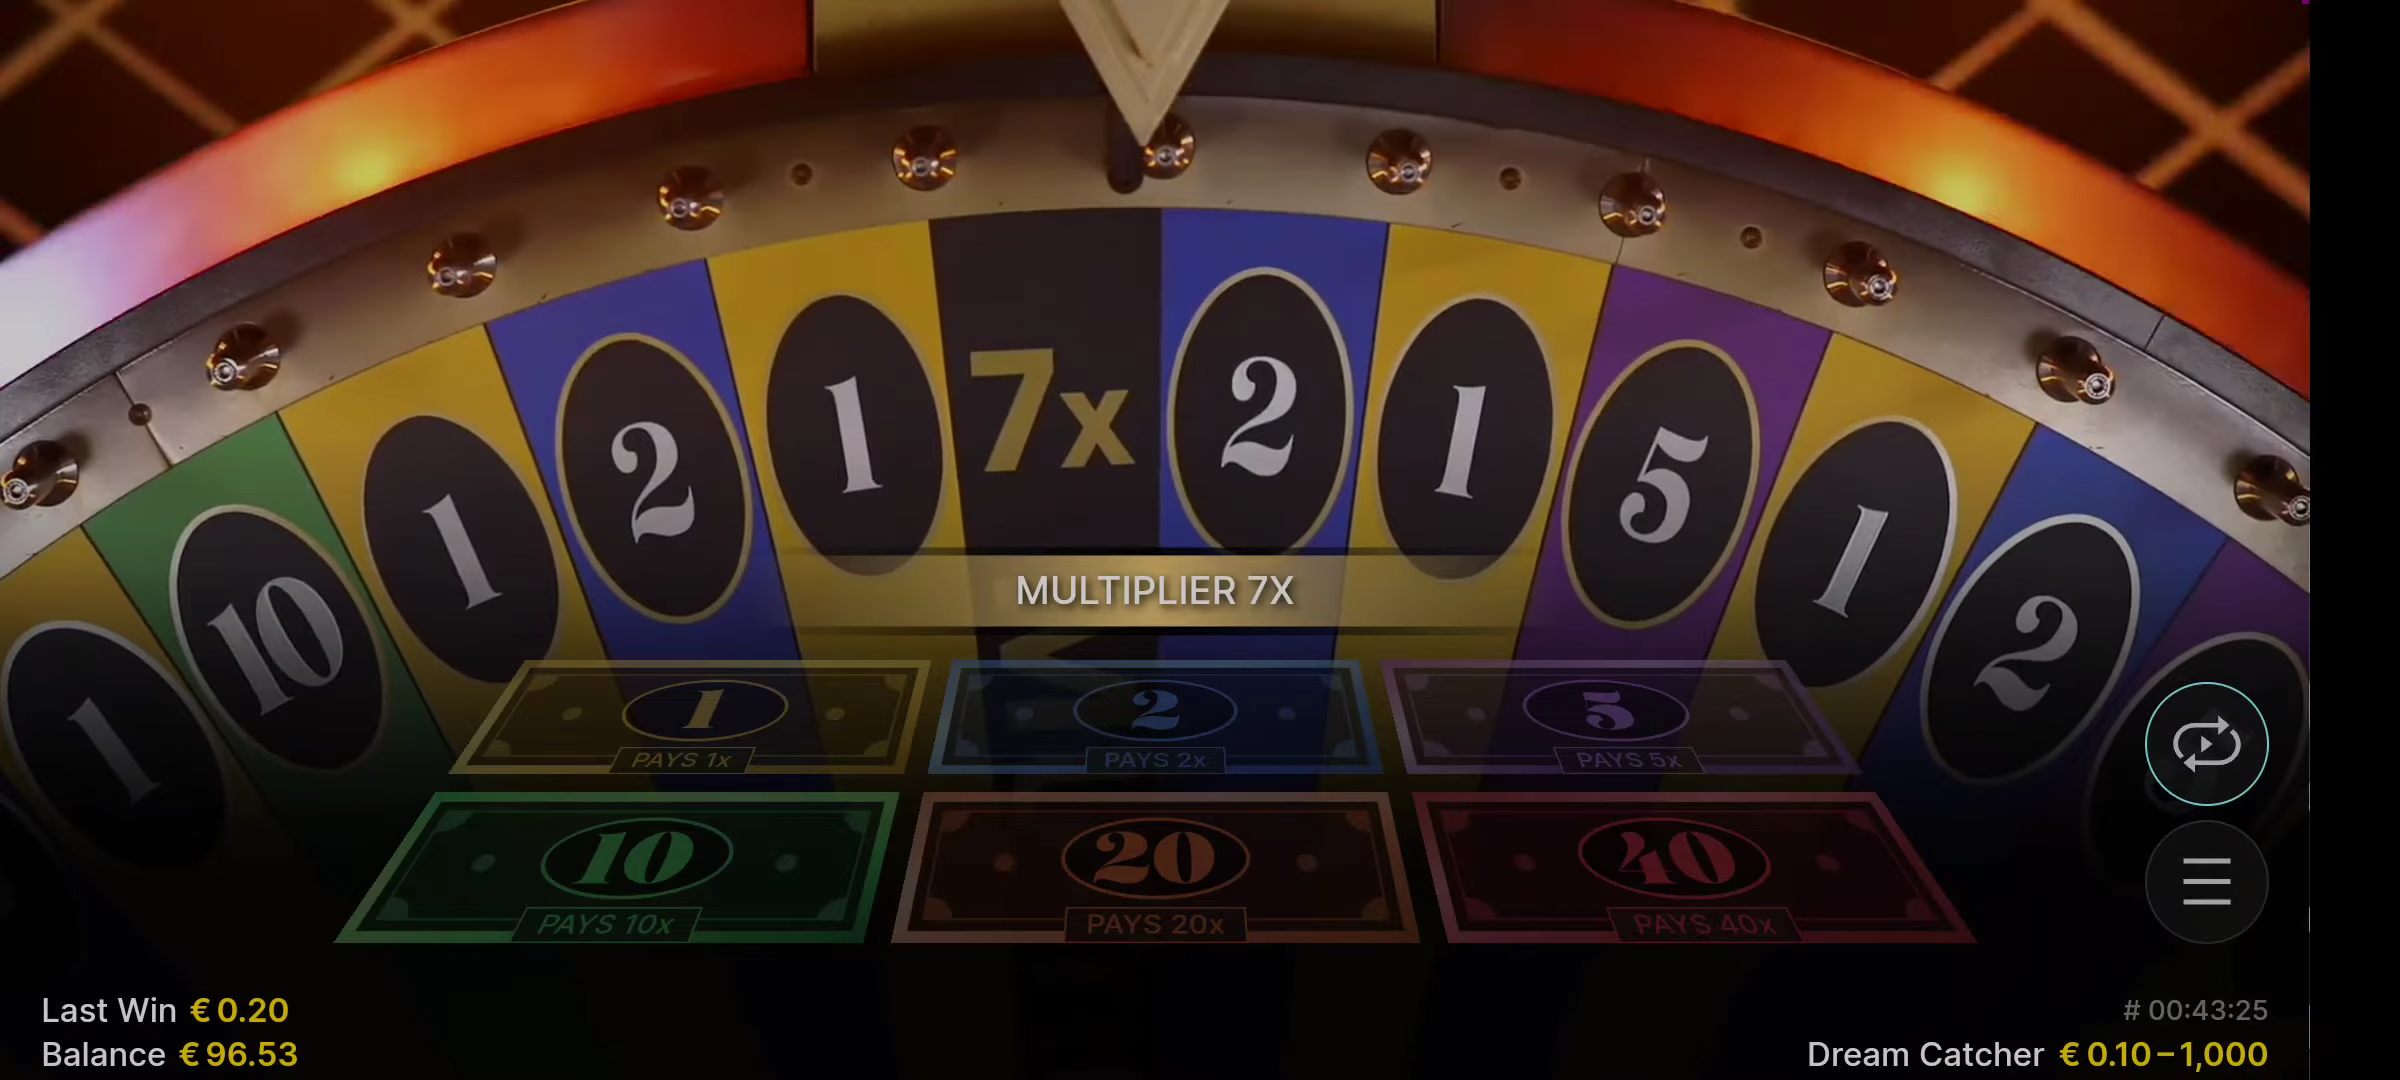 1 10 1 2 1 7x 2 1 5 1 2
MULTIPLIER 7X
1 2 5
PAYS 1x PAYS 2x PAYS 5x
10 20 40
PAYS 10x PAYS 20x PAYS 40x
Last Win € 0.20
# 00:43:25
Balance € 96.53
Dream Catcher € 0.10–1,000